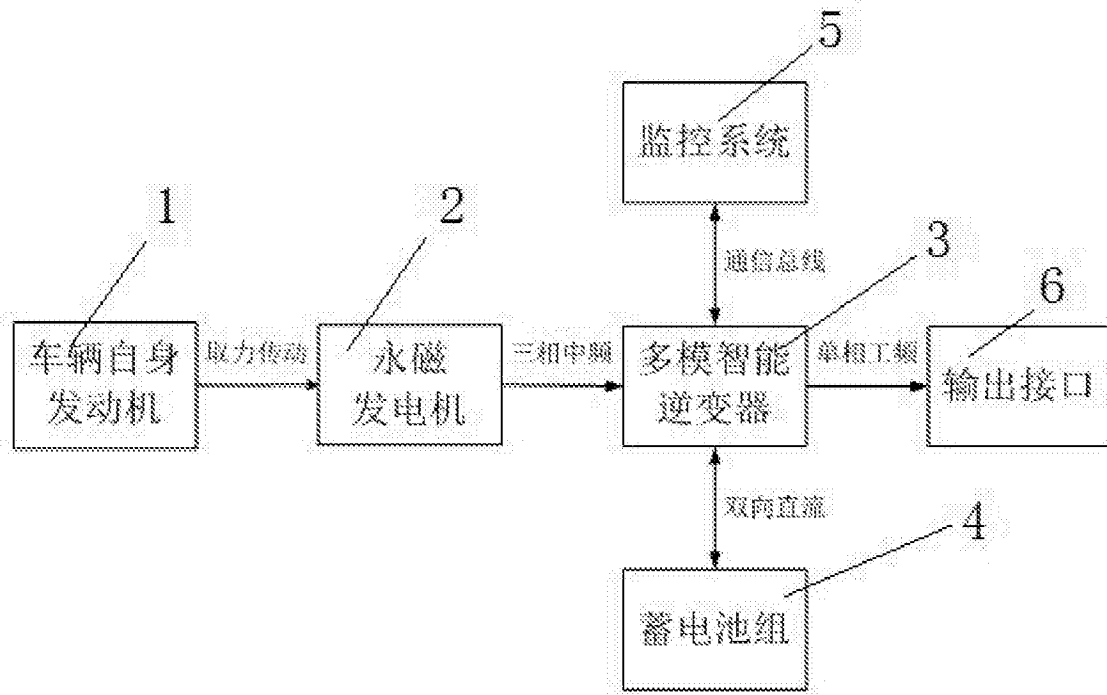 5
监控系统
1
2
通信总线
3
6
车辆自身
发动机
取力传动
永磁
发电机
三相中频
多模智能
逆变器
单相工频
输出接口
双向直流
4
蓄电池组